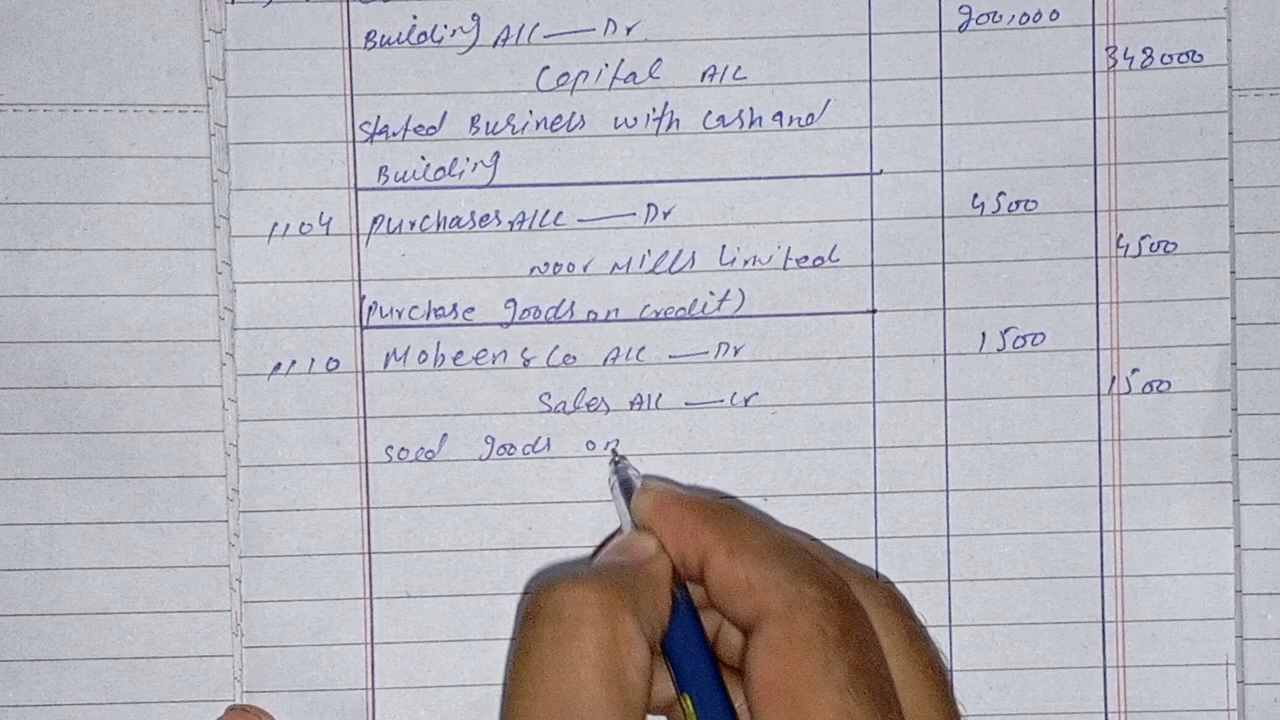 Building A/C — Dr 200,000
Capital A/C 348000
Started Business with cash and
Building
1104 Purchases A/C — Dr 4500
Noor Mills Limited 4500
(Purchase goods on credit)
1110 Mobeen & Co A/C — Dr 1500
Sales A/C — Cr 1500
Sold goods on